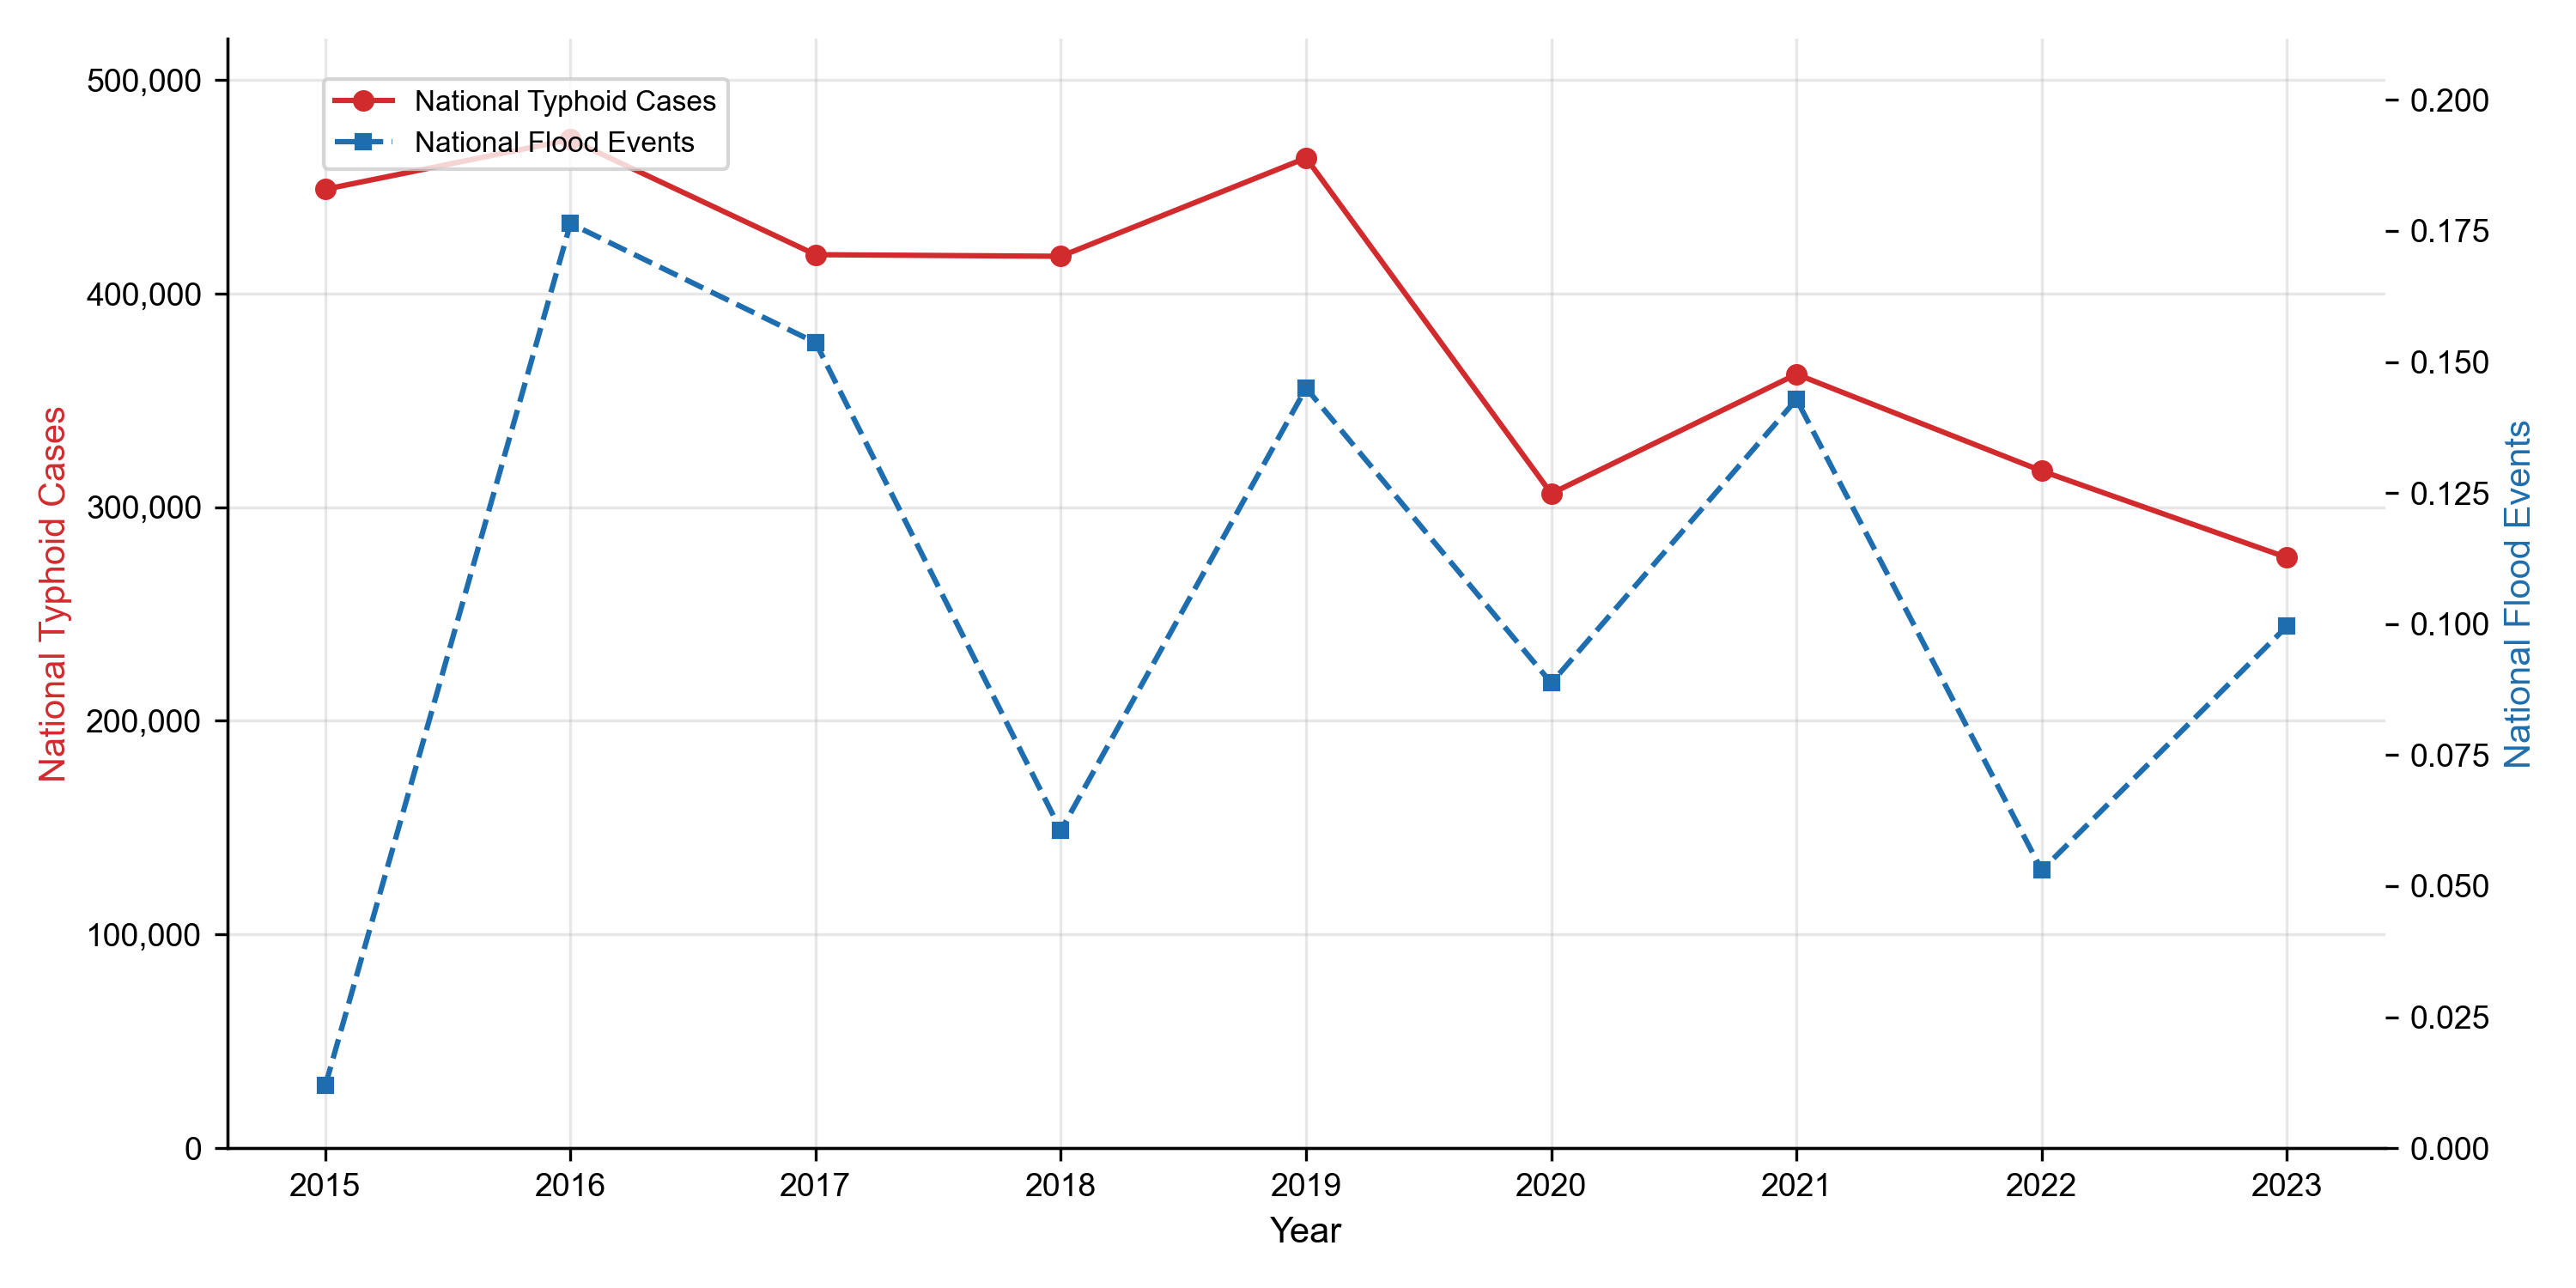 National Typhoid Cases
National Flood Events
500,000
400,000
300,000
200,000
100,000
0
National Typhoid Cases
0.200
0.175
0.150
0.125
0.100
0.075
0.050
0.025
0.000
National Flood Events
2015 2016 2017 2018 2019 2020 2021 2022 2023
Year